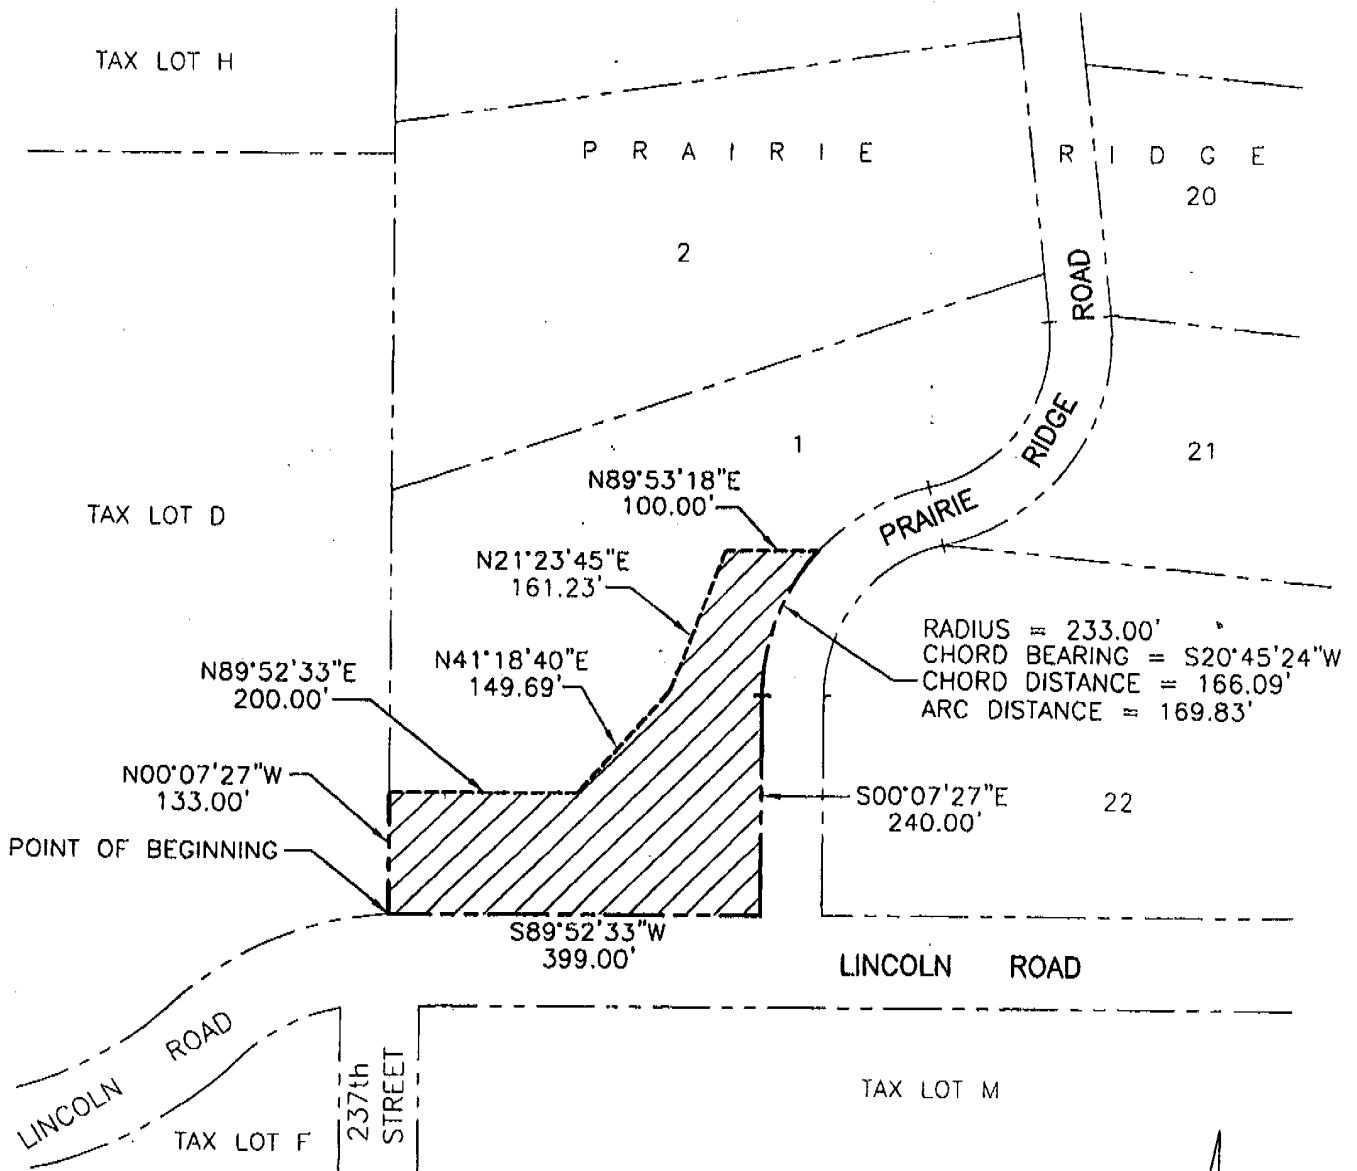 TAX LOT H
PRAIRIE RIDGE
20
2
ROAD
1
RIDGE
21
N89°53'18"E
100.00'
TAX LOT D
PRAIRIE
N21°23'45"E
161.23'
RADIUS = 233.00'
CHORD BEARING = S20°45'24"W
CHORD DISTANCE = 166.09'
ARC DISTANCE = 169.83'
N41°18'40"E
149.69'
N89°52'33"E
200.00'
N00°07'27"W
133.00'
S00°07'27"E
240.00'
22
POINT OF BEGINNING
S89°52'33"W
399.00'
LINCOLN ROAD
LINCOLN ROAD
237th
STREET
TAX LOT M
TAX LOT F